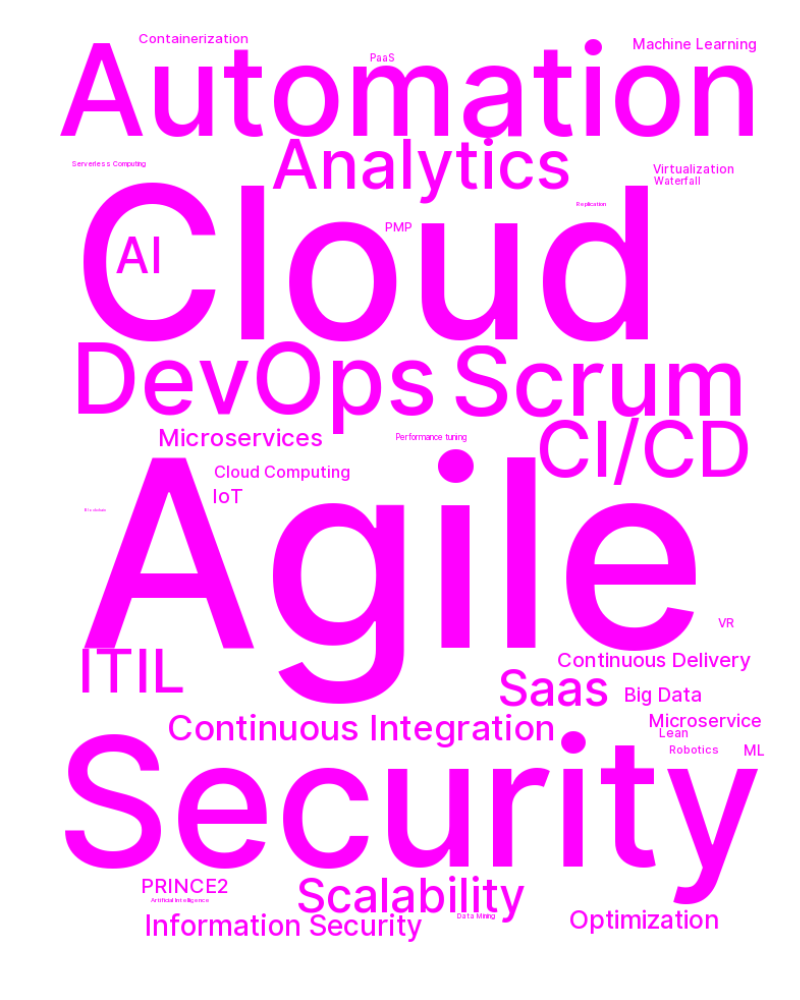 Containerization
Machine Learning
PaaS
Automation
Analytics
Serverless Computing
Virtualization
Waterfall
Replication
Cloud
PMP
AI
DevOps
Scrum
CI/CD
Microservices
Performance tuning
Cloud Computing
IoT
Agile
VR
ITIL
Continuous Delivery
Saas
Big Data
Continuous Integration
Microservice
Lean
Robotics
ML
Security
PRINCE2
Scalability
Artificial Intelligence
Data Mining
Information Security
Optimization